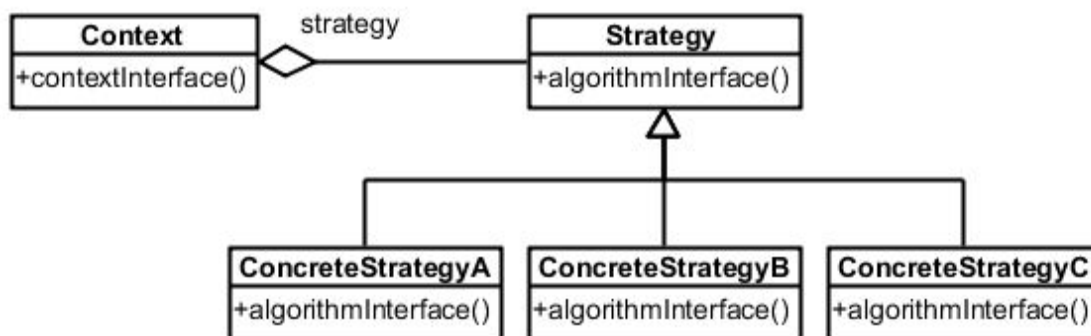 Context
+contextInterface()
strategy
Strategy
+algorithmInterface()
ConcreteStrategyA
+algorithmInterface()
ConcreteStrategyB
+algorithmInterface()
ConcreteStrategyC
+algorithmInterface()